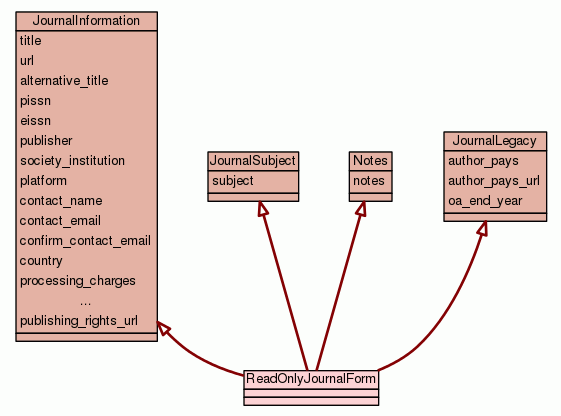 JournalInformation
title
url
alternative_title
pissn
eissn
publisher
society_institution
platform
contact_name
contact_email
confirm_contact_email
country
processing_charges
...
publishing_rights_url
JournalSubject
subject
Notes
notes
JournalLegacy
author_pays
author_pays_url
oa_end_year
ReadOnlyJournalForm